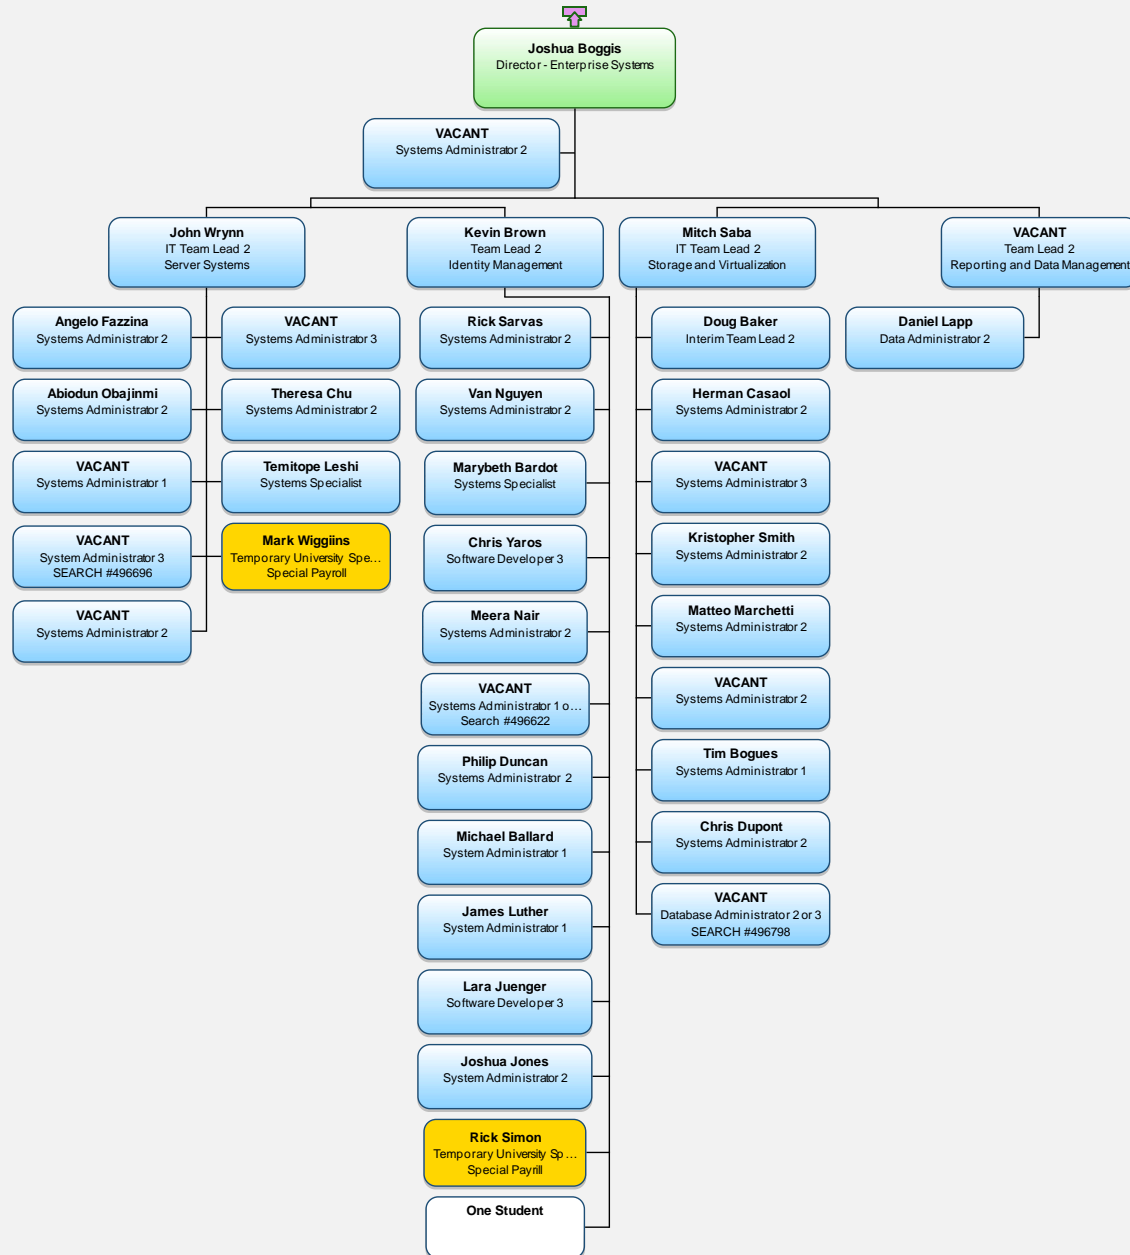 Joshua Boggis
Director - Enterprise Systems
VACANT
Systems Administrator 2
John Wrynn
IT Team Lead 2
Server Systems
Kevin Brown
Team Lead 2
Identity Management
Mitch Saba
IT Team Lead 2
Storage and Virtualization
VACANT
Team Lead 2
Reporting and Data Management
Angelo Fazzina
Systems Administrator 2
VACANT
Systems Administrator 3
Abiodun Obajinmi
Systems Administrator 2
Theresa Chu
Systems Administrator 2
VACANT
Systems Administrator 1
Temitope Leshi
Systems Specialist
VACANT
System Administrator 3
SEARCH #496696
Mark Wiggiins
Temporary University Spe...
Special Payroll
VACANT
Systems Administrator 2
Rick Sarvas
Systems Administrator 2
Van Nguyen
Systems Administrator 2
Marybeth Bardot
Systems Specialist
Chris Yaros
Software Developer 3
Meera Nair
Systems Administrator 2
VACANT
Systems Administrator 1 o...
Search #496622
Philip Duncan
Systems Administrator 2
Michael Ballard
System Administrator 1
James Luther
System Administrator 1
Lara Juenger
Software Developer 3
Joshua Jones
System Administrator 2
Rick Simon
Temporary University Sp...
Special Payrill
One Student
Doug Baker
Interim Team Lead 2
Herman Casaol
Systems Administrator 2
VACANT
Systems Administrator 3
Kristopher Smith
Systems Administrator 2
Matteo Marchetti
Systems Administrator 2
VACANT
Systems Administrator 2
Tim Bogues
Systems Administrator 1
Chris Dupont
Systems Administrator 2
VACANT
Database Administrator 2 or 3
SEARCH #496798
Daniel Lapp
Data Administrator 2